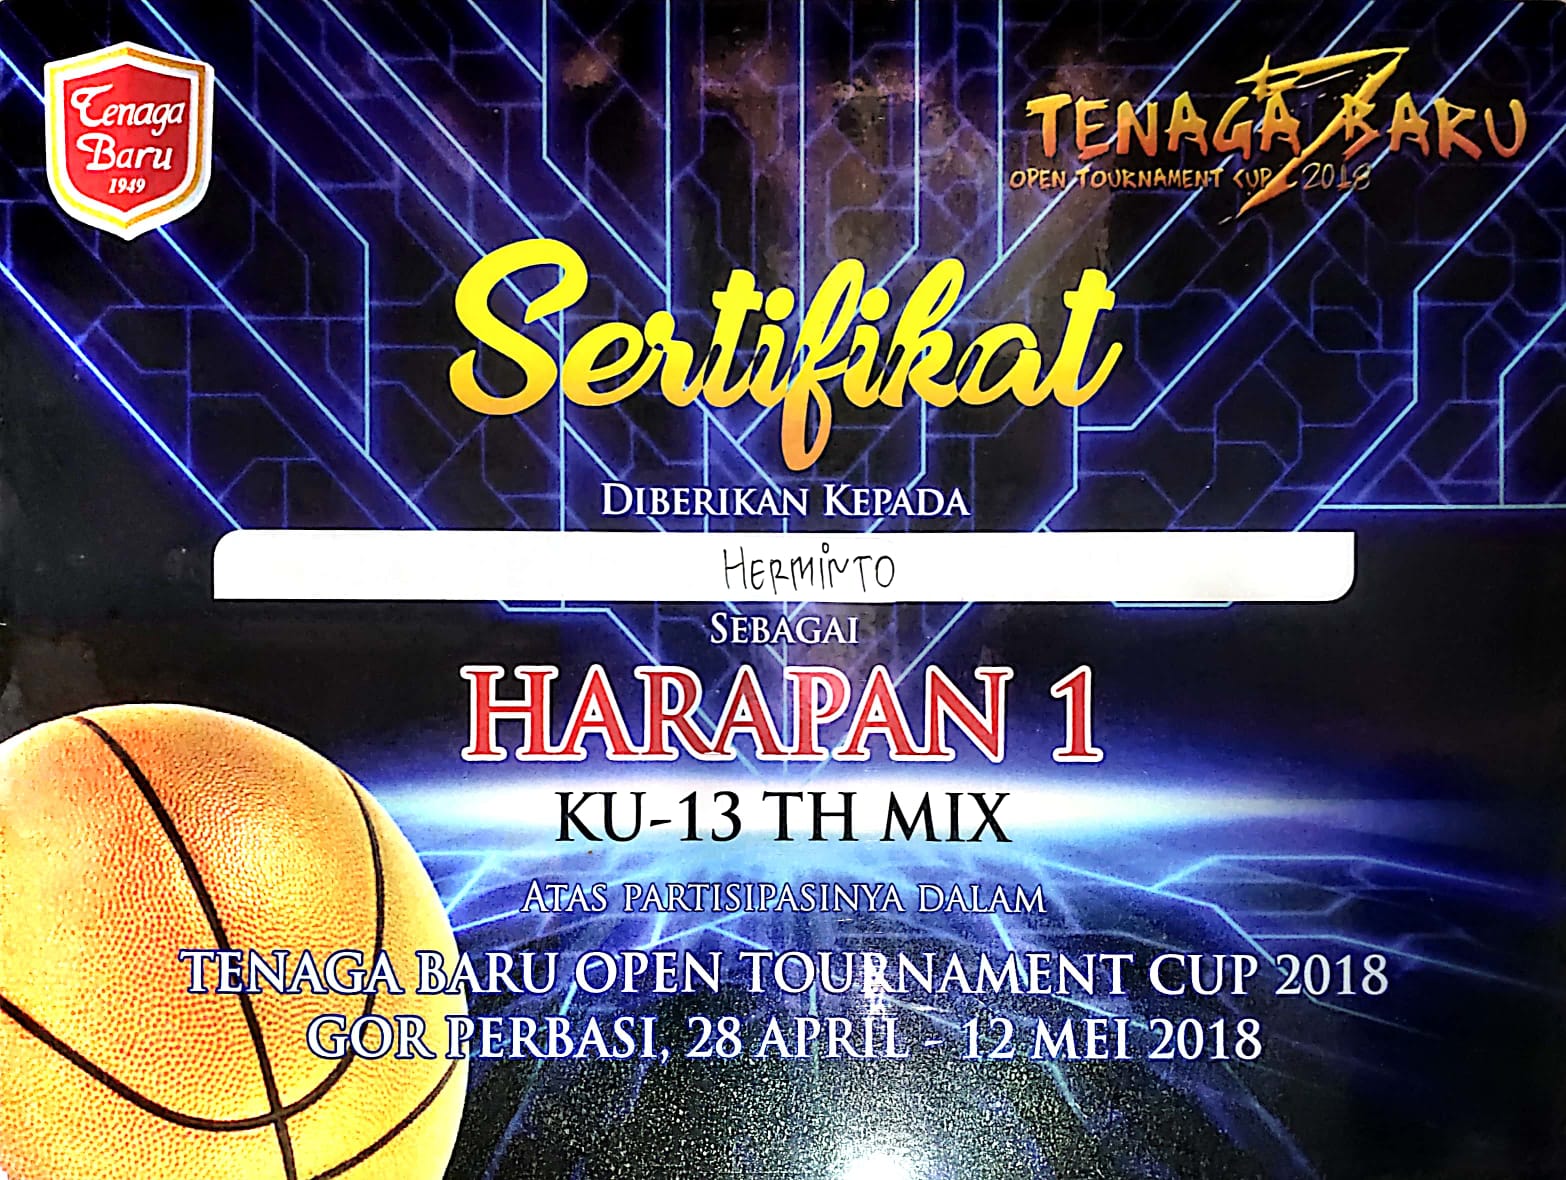 Tenaga
Baru
1949
TENAGA BARU
OPEN TOURNAMENT CUP 2018
Sertifikat
DIBERIKAN KEPADA
HERMINTO
SEBAGAI
HARAPAN 1
KU-13 TH MIX
ATAS PARTISIPASINYA DALAM
TENAGA BARU OPEN TOURNAMENT CUP 2018
GOR PERBASI, 28 APRIL - 12 MEI 2018